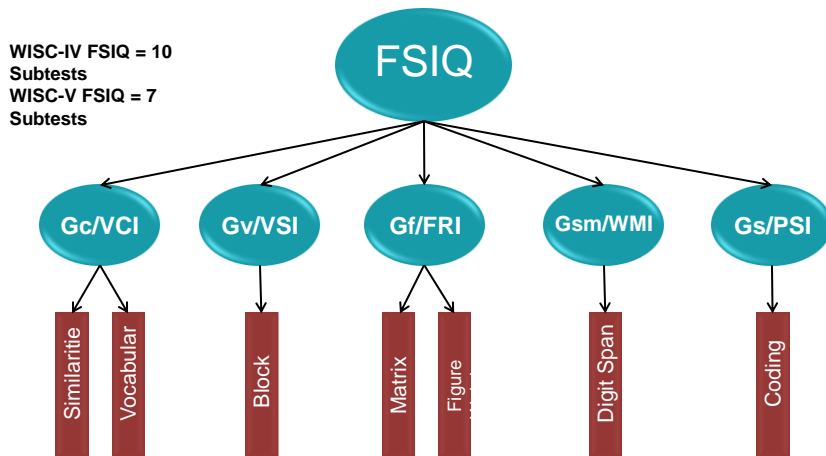 FSIQ
WISC-IV FSIQ = 10
Subtests
WISC-V FSIQ = 7
Subtests
Gc/VCI
Gv/VSI
Gf/FRI
Gsm/WMI
Gs/PSI
Similaritie
Vocabular
Block
Matrix
Figure
Digit Span
Coding